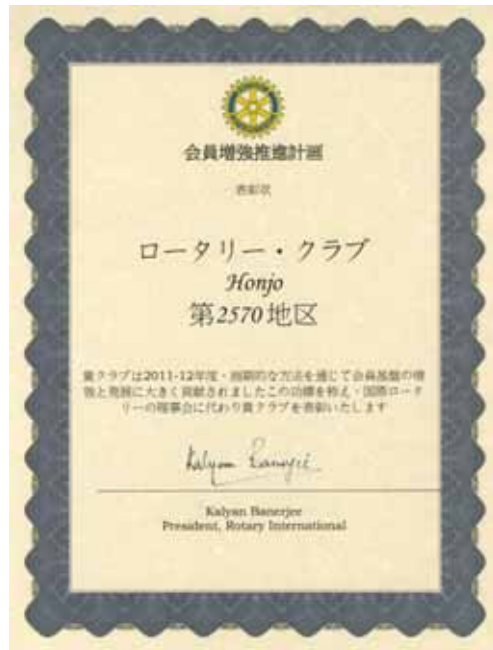 会員増強推進計画
表彰状
ロータリー・クラブ
Honjo
第2570地区
貴クラブは2011-12年度・画期的な方法を通じて会員基盤の増
強と発展に大きく貢献されましたこの功績を称え・国際ロータ
リーの理事会に代わり貴クラブを表彰いたします
Kalyan Banerjee
Kalyan Banerjee
President, Rotary International